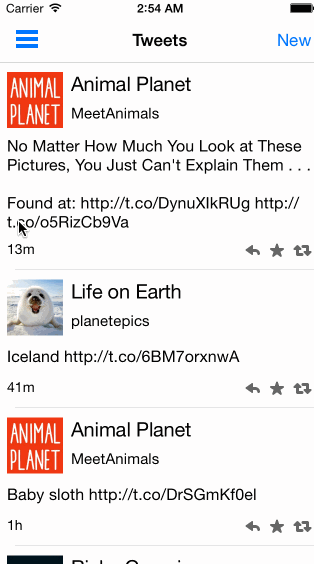 Carrier 2:54 AM
Tweets New
ANIMAL PLANET Animal Planet
MeetAnimals
No Matter How Much You Look at These
Pictures, You Just Can't Explain Them . . .
Found at: http://t.co/DynuXIkRUg http://
t.co/o5RizCb9Va
13m
Life on Earth
planetepics
Iceland http://t.co/6BM7orxnwA
41m
ANIMAL PLANET Animal Planet
MeetAnimals
Baby sloth http://t.co/DrSGmKf0el
1h